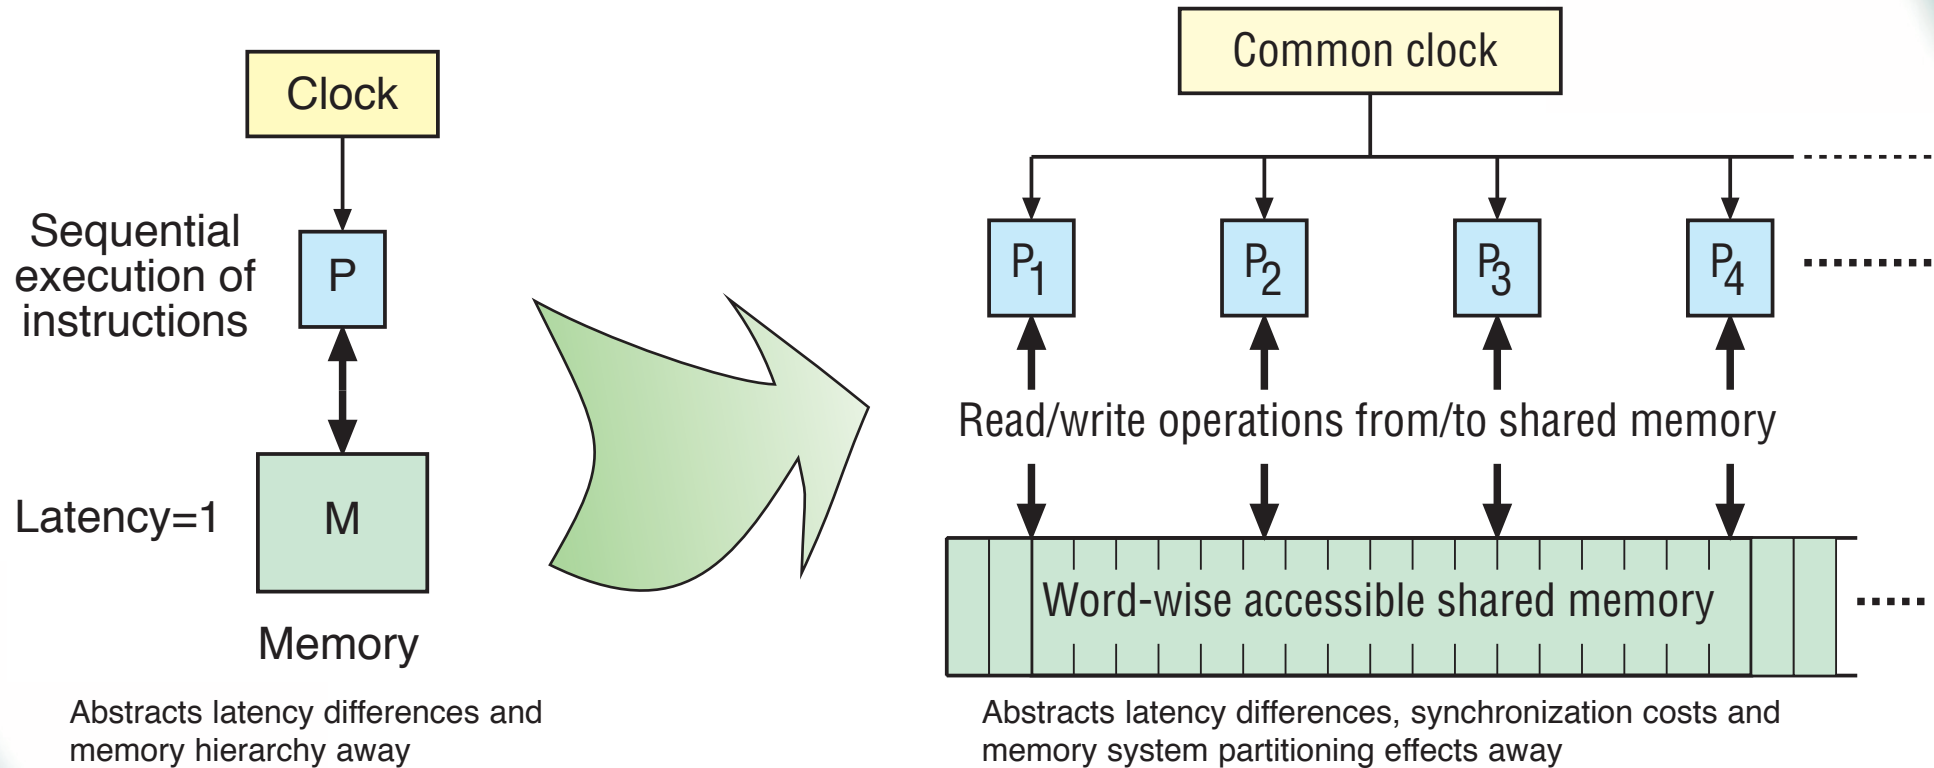 Clock
Sequential
execution of
instructions
P
Latency=1
M
Memory
Abstracts latency differences and
memory hierarchy away
Common clock
P1
P2
P3
P4
Read/write operations from/to shared memory
Word-wise accessible shared memory
Abstracts latency differences, synchronization costs and
memory system partitioning effects away